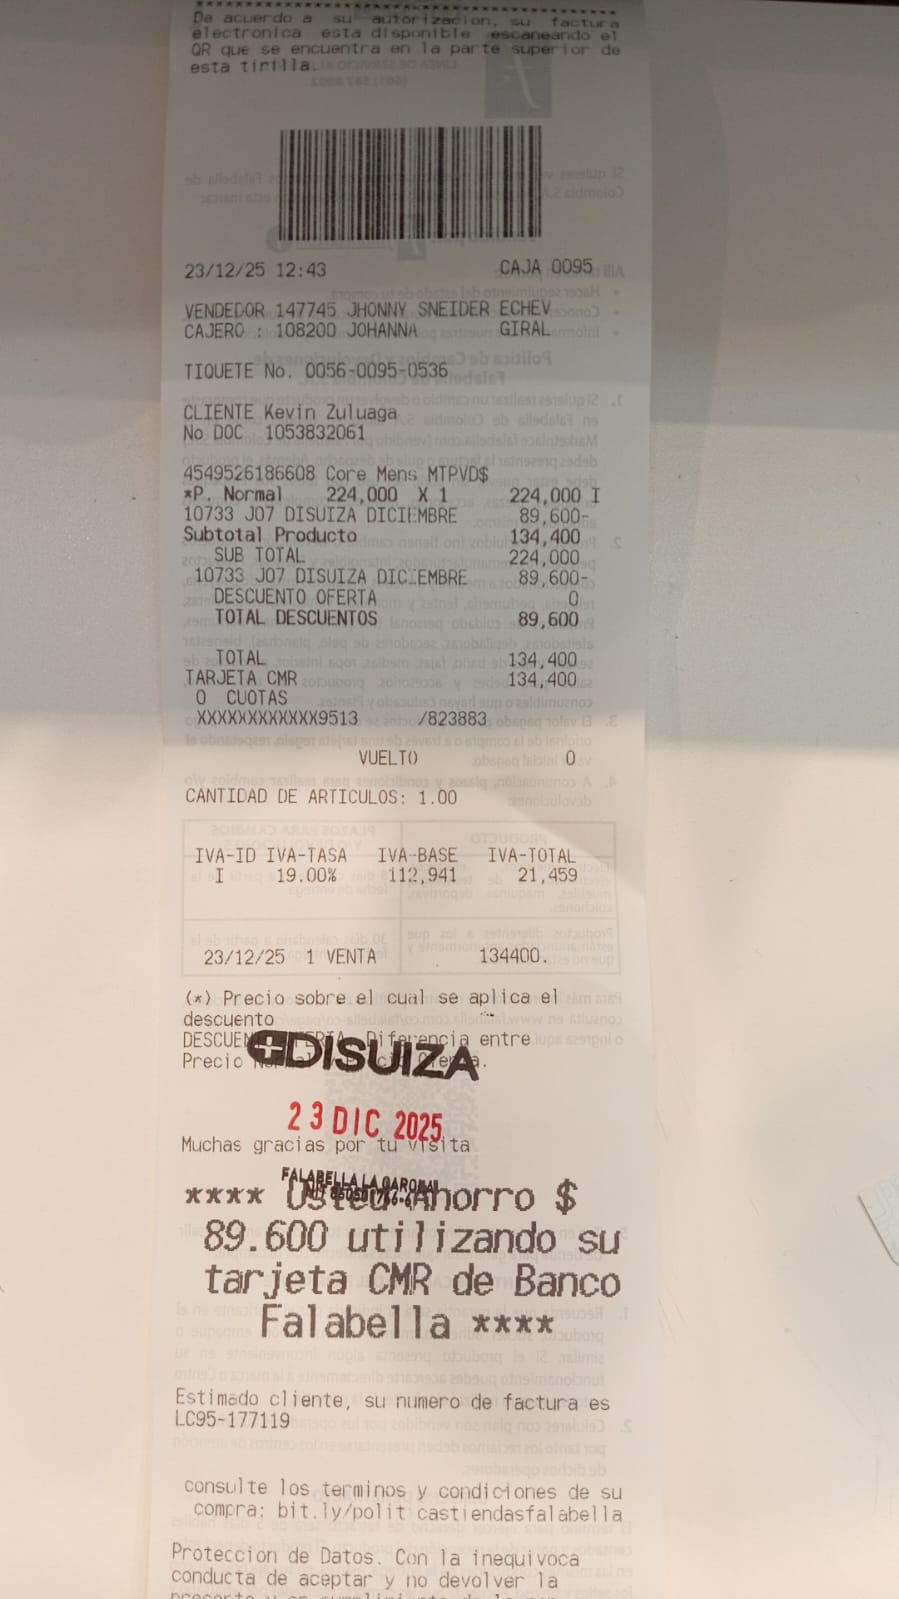 De acuerdo a su autorizacion, su factura
electronica esta disponible escaneando el
QR que se encuentra en la parte superior de
esta tirilla.
23/12/25 12:43 CAJA 0095
VENDEDOR 147745 JHONNY SNEIDER ECHEV
CAJERO : 108200 JOHANNA GIRAL
TIQUETE No. 0056-0095-0536
CLIENTE Kevin Zuluaga
No DOC 1053832061
4549526186608 Core Mens MTPVD$
*P. Normal 224,000 X 1 224,000 I
10733 J07 DISUIZA DICIEMBRE 89,600-
Subtotal Producto 134,400
SUB TOTAL 224,000
10733 J07 DISUIZA DICIEMBRE 89,600-
DESCUENTO OFERTA 0
TOTAL DESCUENTOS 89,600
TOTAL 134,400
TARJETA CMR 134,400
0 CUOTAS
XXXXXXXXXXXX9513 /823883
VUELTO 0
CANTIDAD DE ARTICULOS: 1.00
IVA-ID IVA-TASA IVA-BASE IVA-TOTAL
I 19.00% 112,941 21,459
23/12/25 1 VENTA 134400.
(*) Precio sobre el cual se aplica el
descuento
Diferencia entre
Precio
DISUIZA
23 DIC 2025
Muchas gracias por tu visita
FALABELLA LA
**** Usted Ahorro $
89.600 utilizando su
tarjeta CMR de Banco
Falabella ****
Estimado cliente, su numero de factura es
LC95-177119
consulte los terminos y condiciones de su
compra: bit.ly/politicastiendasfalabella
Proteccion de Datos. Con la inequivoca
conducta de aceptar y no devolver la